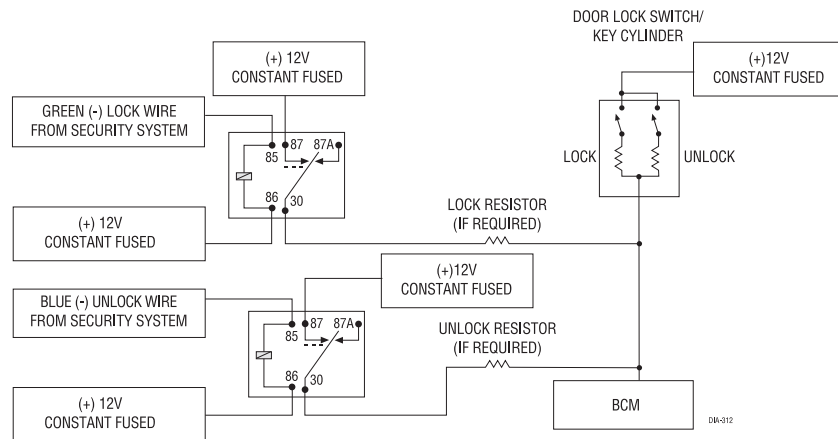 DOOR LOCK SWITCH/
KEY CYLINDER
(+) 12V
CONSTANT FUSED
(+)12V
CONSTANT FUSED
GREEN (-) LOCK WIRE
FROM SECURITY SYSTEM
85
87
87A
86
30
LOCK
UNLOCK
(+) 12V
CONSTANT FUSED
LOCK RESISTOR
(IF REQUIRED)
(+)12V
CONSTANT FUSED
BLUE (-) UNLOCK WIRE
FROM SECURITY SYSTEM
85
87
87A
86
30
UNLOCK RESISTOR
(IF REQUIRED)
(+) 12V
CONSTANT FUSED
BCM
DIA-312